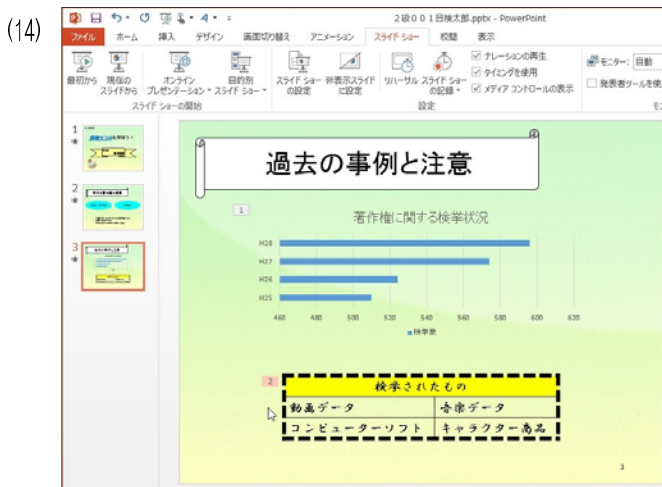 (14)
2級001日検太郎.pptx - PowerPoint
ファイル ホーム 挿入 デザイン 画面切り替え アニメーション スライド ショー 校閲 表示
最初から 現在のスライドから オンライン プレゼンテーション 目的別スライド ショー スライド ショーの設定 非表示スライドに設定 リハーサル スライド ショーの記録
ナレーションの再生
タイミングを使用
メディア コントロールの表示
モニター: 自動
発表者ツールを使
スライド ショーの開始 設定 モニ
1
2
3
過去の事例と注意
1
著作権に関する検挙状況
H28
H27
H26
H25
460 480 500 520 540 560 580 600 620
検挙数
2
検挙されたもの
動画データ 音楽データ
コンピューターソフト キャラクター商品
3